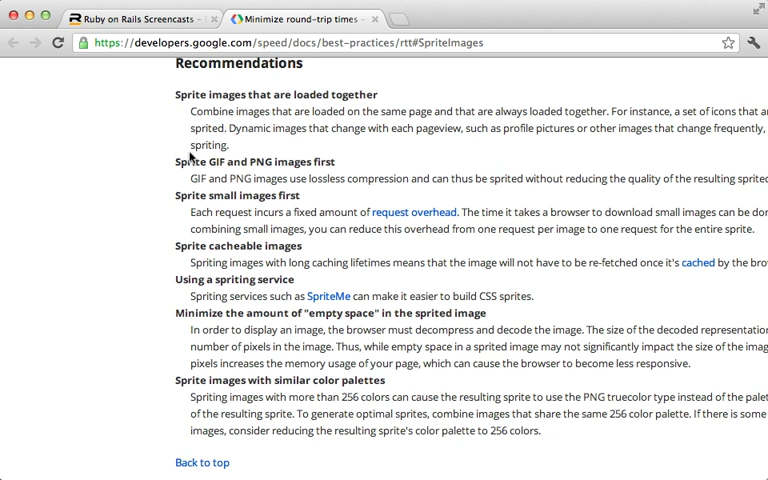 Ruby on Rails Screencasts -
Minimize round-trip times -
https://developers.google.com/speed/docs/best-practices/rtt#SpriteImages
Recommendations
Sprite images that are loaded together
Combine images that are loaded on the same page and that are always loaded together. For instance, a set of icons that
sprited. Dynamic images that change with each pageview, such as profile pictures or other images that change frequently,
spriting.
Sprite GIF and PNG images first
GIF and PNG images use lossless compression and can thus be sprited without reducing the quality of the resulting sprited
Sprite small images first
Each request incurs a fixed amount of request overhead. The time it takes a browser to download small images can be
combining small images, you can reduce this overhead from one request per image to one request for the entire sprite.
Sprite cacheable images
Spriting images with long caching lifetimes means that the image will not have to be re-fetched once it's cached by the
Using a spriting service
Spriting services such as SpriteMe can make it easier to build CSS sprites.
Minimize the amount of "empty space" in the sprited image
In order to display an image, the browser must decompress and decode the image. The size of the decoded
number of pixels in the image. Thus, while empty space in a sprited image may not significantly impact the size of the
pixels increases the memory usage of your page, which can cause the browser to become less responsive.
Sprite images with similar color palettes
Spriting images with more than 256 colors can cause the resulting sprite to use the PNG truecolor type instead of the
of the resulting sprite. To generate optimal sprites, combine images that share the same 256 color palette. If there is some
images, consider reducing the resulting sprite's color palette to 256 colors.
Back to top